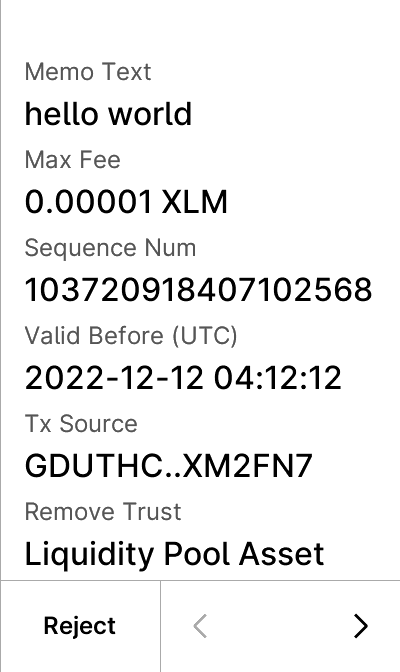 Memo Text
hello world
Max Fee
0.00001 XLM
Sequence Num
103720918407102568
Valid Before (UTC)
2022-12-12 04:12:12
Tx Source
GDUTHC..XM2FN7
Remove Trust
Liquidity Pool Asset
Reject